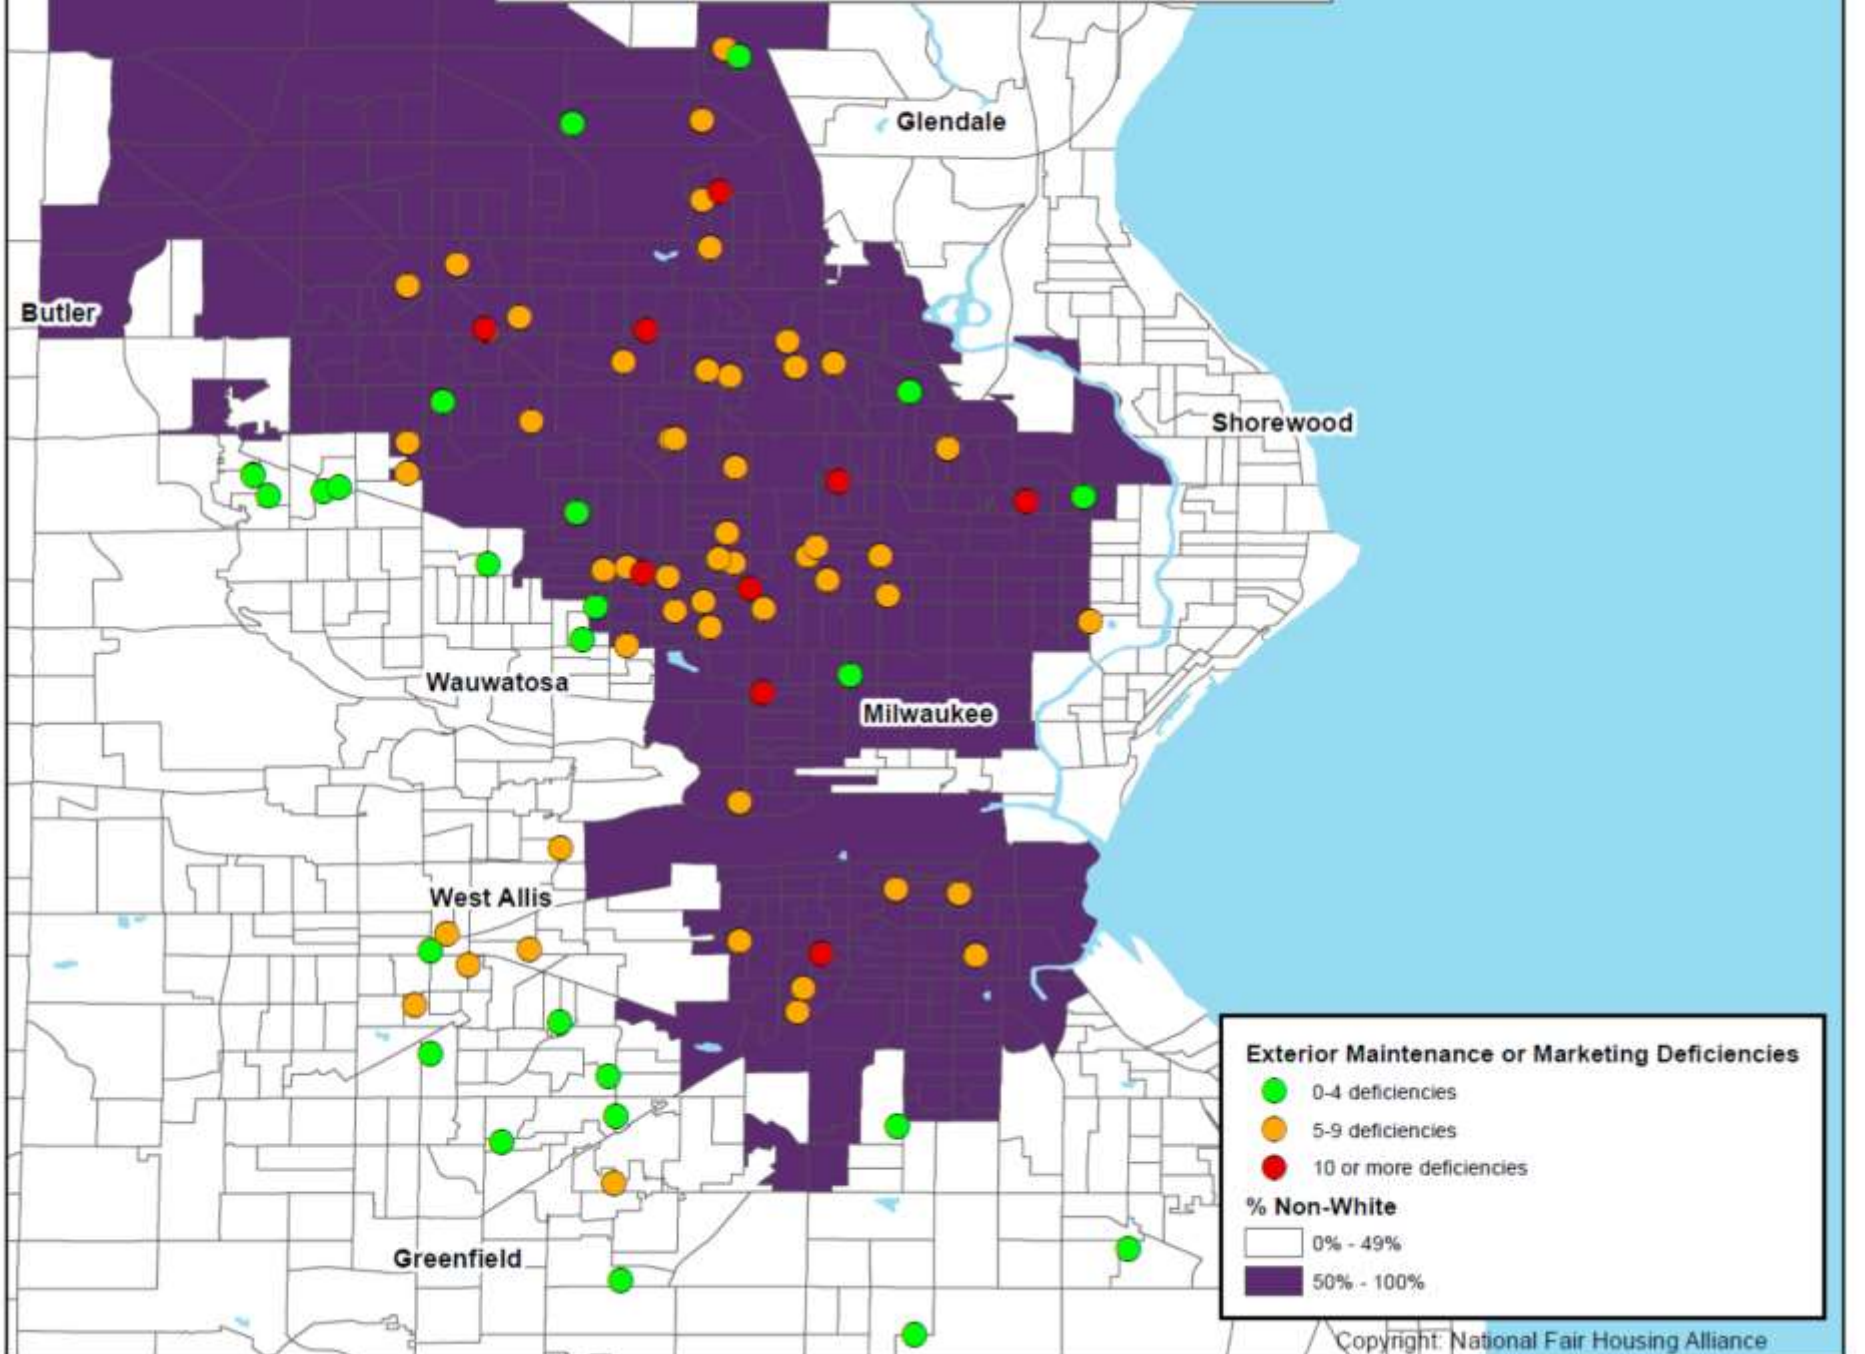 Glendale
Butler
Shorewood
Wauwatosa
Milwaukee
West Allis
Greenfield
Exterior Maintenance or Marketing Deficiencies
0-4 deficiencies
5-9 deficiencies
10 or more deficiencies
% Non-White
0% - 49%
50% - 100%
Copyright: National Fair Housing Alliance